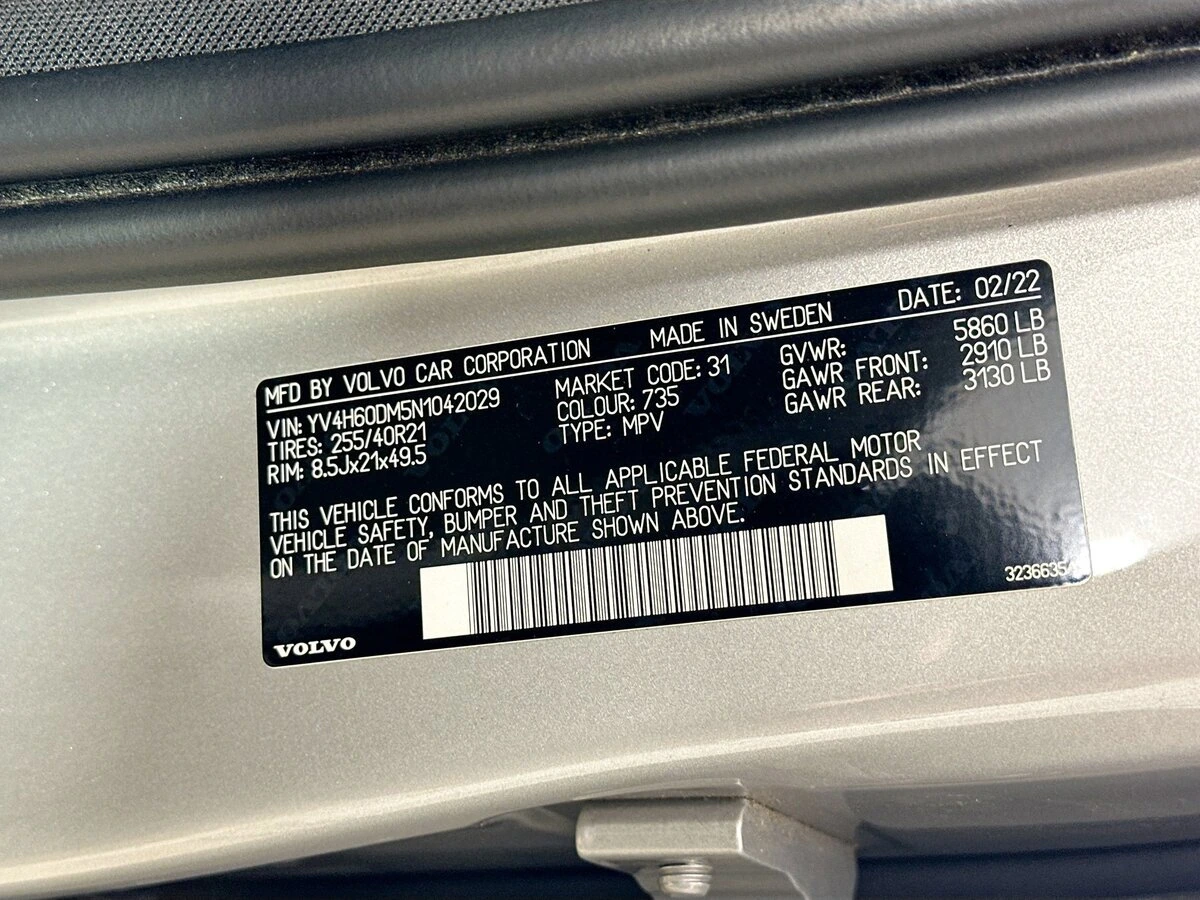 MFD BY VOLVO CAR CORPORATION MADE IN SWEDEN DATE: 02/22
VIN: YV4H60DM5N1042029 MARKET CODE: 31 GVWR: 5860 LB
TIRES: 255/40R21 COLOUR: 735 GAWR FRONT: 2910 LB
RIM: 8.5Jx21x49.5 TYPE: MPV GAWR REAR: 3130 LB
THIS VEHICLE CONFORMS TO ALL APPLICABLE FEDERAL MOTOR
VEHICLE SAFETY, BUMPER AND THEFT PREVENTION STANDARDS IN EFFECT
ON THE DATE OF MANUFACTURE SHOWN ABOVE.
VOLVO